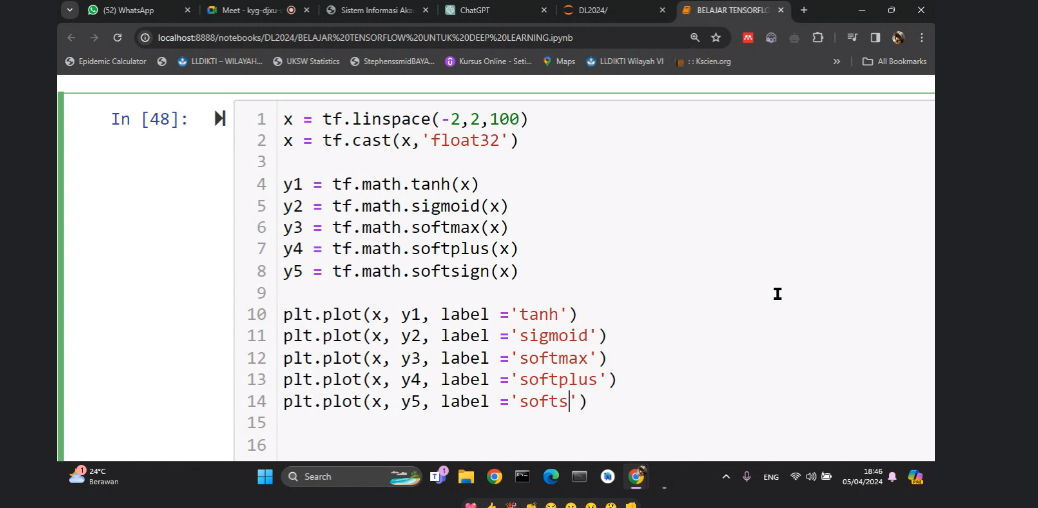 (52) WhatsApp
Meet - kyg-djxu-
Sistem Informasi Aka
ChatGPT
DL2024/
BELAJAR TENSORFLO
localhost:8888/notebooks/DL2024/BELAJAR%20TENSORFLOW%20UNTUK%20DEEP%20LEARNING.ipynb
Epidemic Calculator
LLDIKTI – WILAYAH...
UKSW Statistics
StephenssmidBAYA...
Kursus Online - Seti...
Maps
LLDIKTI Wilayah VI
:: Kscien.org
»
All Bookmarks
In [48]:
1 x = tf.linspace(-2,2,100)
2 x = tf.cast(x,'float32')
3
4 y1 = tf.math.tanh(x)
5 y2 = tf.math.sigmoid(x)
6 y3 = tf.math.softmax(x)
7 y4 = tf.math.softplus(x)
8 y5 = tf.math.softsign(x)
9
10 plt.plot(x, y1, label ='tanh')
11 plt.plot(x, y2, label ='sigmoid')
12 plt.plot(x, y3, label ='softmax')
13 plt.plot(x, y4, label ='softplus')
14 plt.plot(x, y5, label ='softs')
15
16
24°C
Berawan
Search
ENG
18:46
05/04/2024